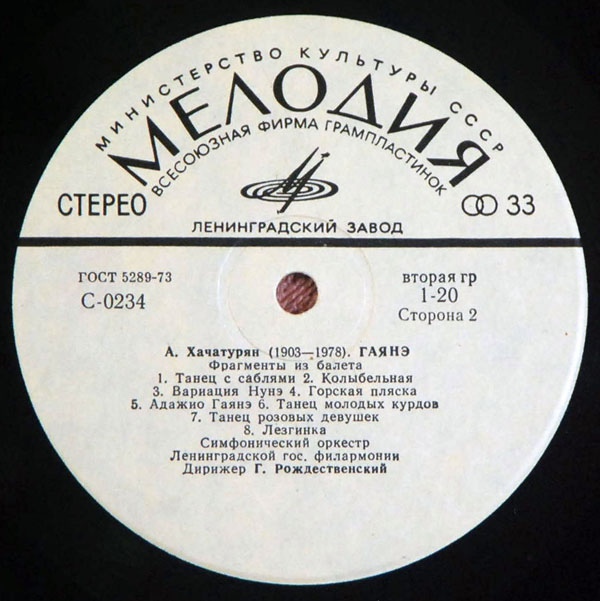 МИНИСТЕРСТВО КУЛЬТУРЫ СССР
МЕЛОДИЯ
ВСЕСОЮЗНАЯ ФИРМА ГРАМПЛАСТИНОК
СТЕРЕО
33
ЛЕНИНГРАДСКИЙ ЗАВОД
ГОСТ 5289-73
С-0234
вторая гр
1-20
Сторона 2
А. Хачатурян (1903—1978). ГАЯНЭ
Фрагменты из балета
1. Танец с саблями 2. Колыбельная
3. Вариация Нунэ 4. Горская пляска
5. Адажио Гаянэ 6. Танец молодых курдов
7. Танец розовых девушек
8. Лезгинка
Симфонический оркестр
Ленинградской гос. филармонии
Дирижер Г. Рождественский